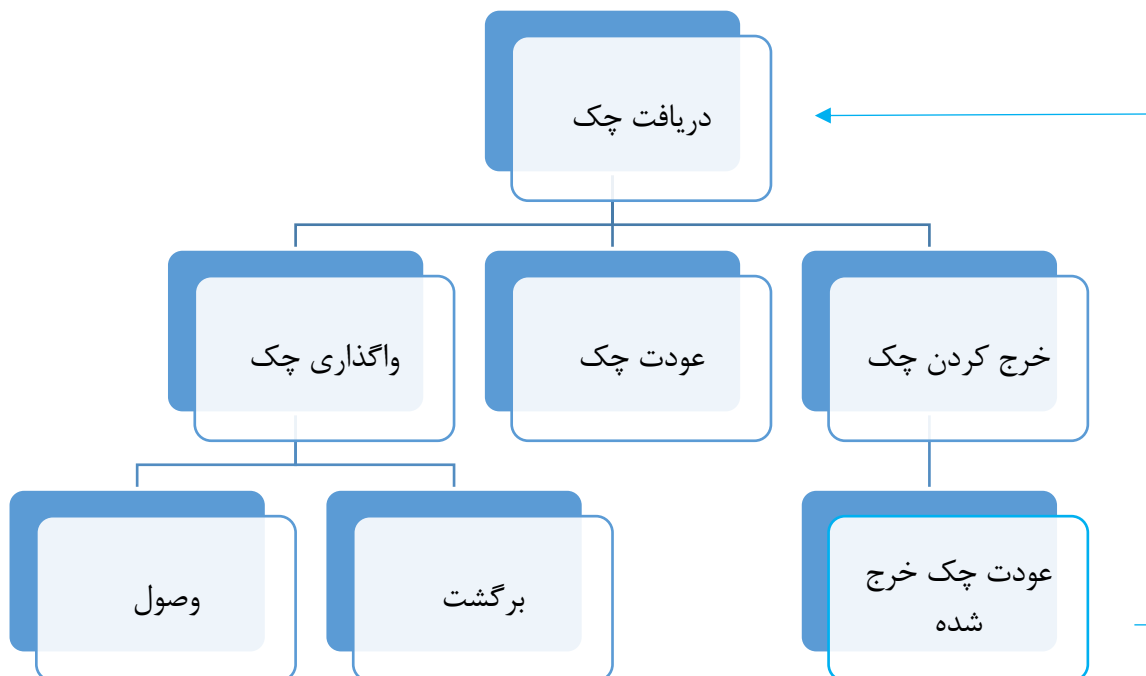 دریافت چک
خرج کردن چک
عودت چک
واگذاری چک
عودت چک خرج
شده
برگشت
وصول